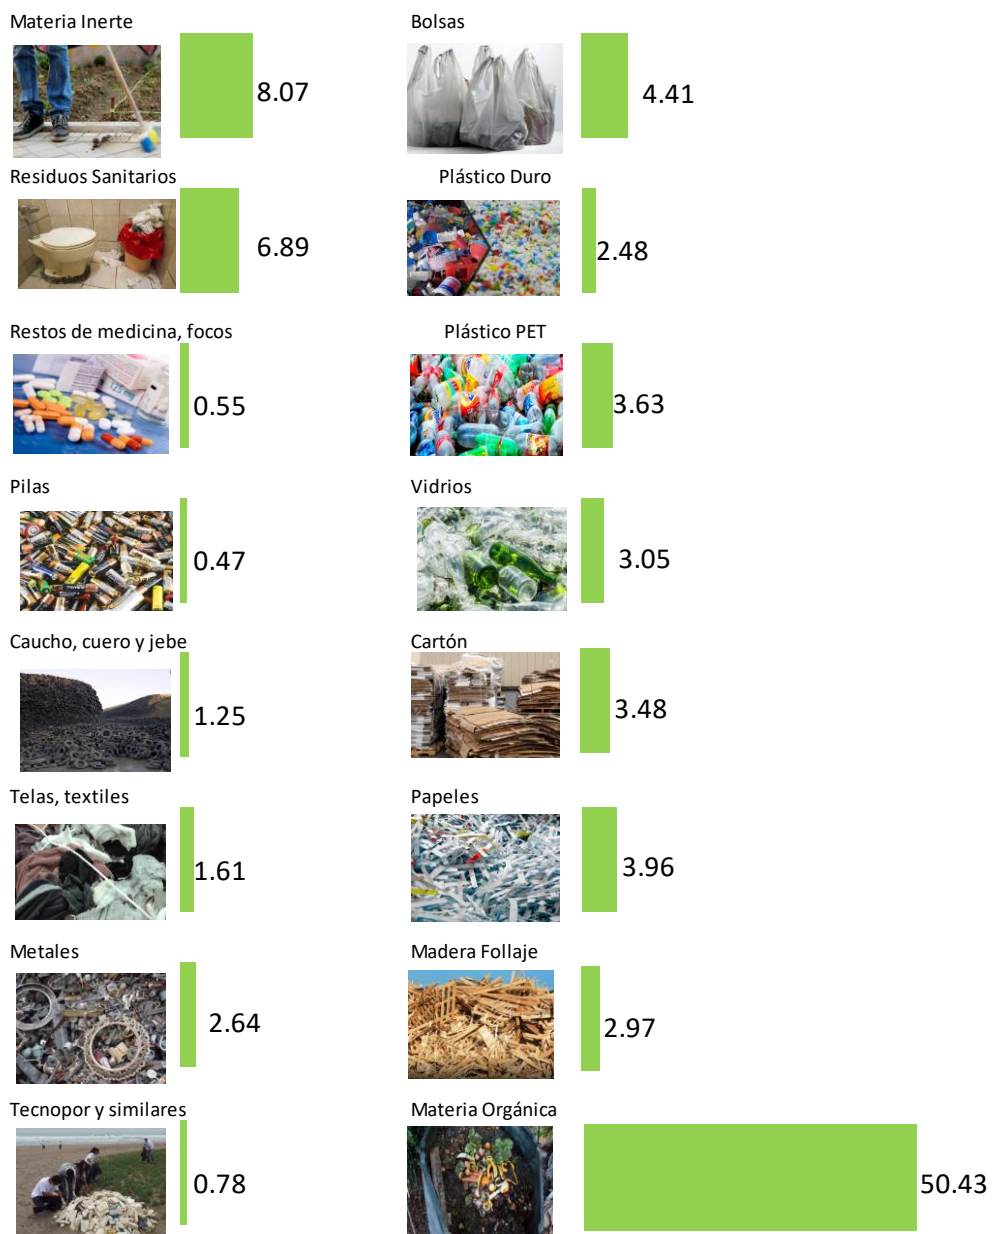 Materia Inerte
8.07
Bolsas
4.41
Residuos Sanitarios
6.89
Plástico Duro
2.48
Restos de medicina, focos
0.55
Plástico PET
3.63
Pilas
0.47
Vidrios
3.05
Caucho, cuero y jebe
1.25
Cartón
3.48
Telas, textiles
1.61
Papeles
3.96
Metales
2.64
Madera Follaje
2.97
Tecnopor y similares
0.78
Materia Orgánica
50.43